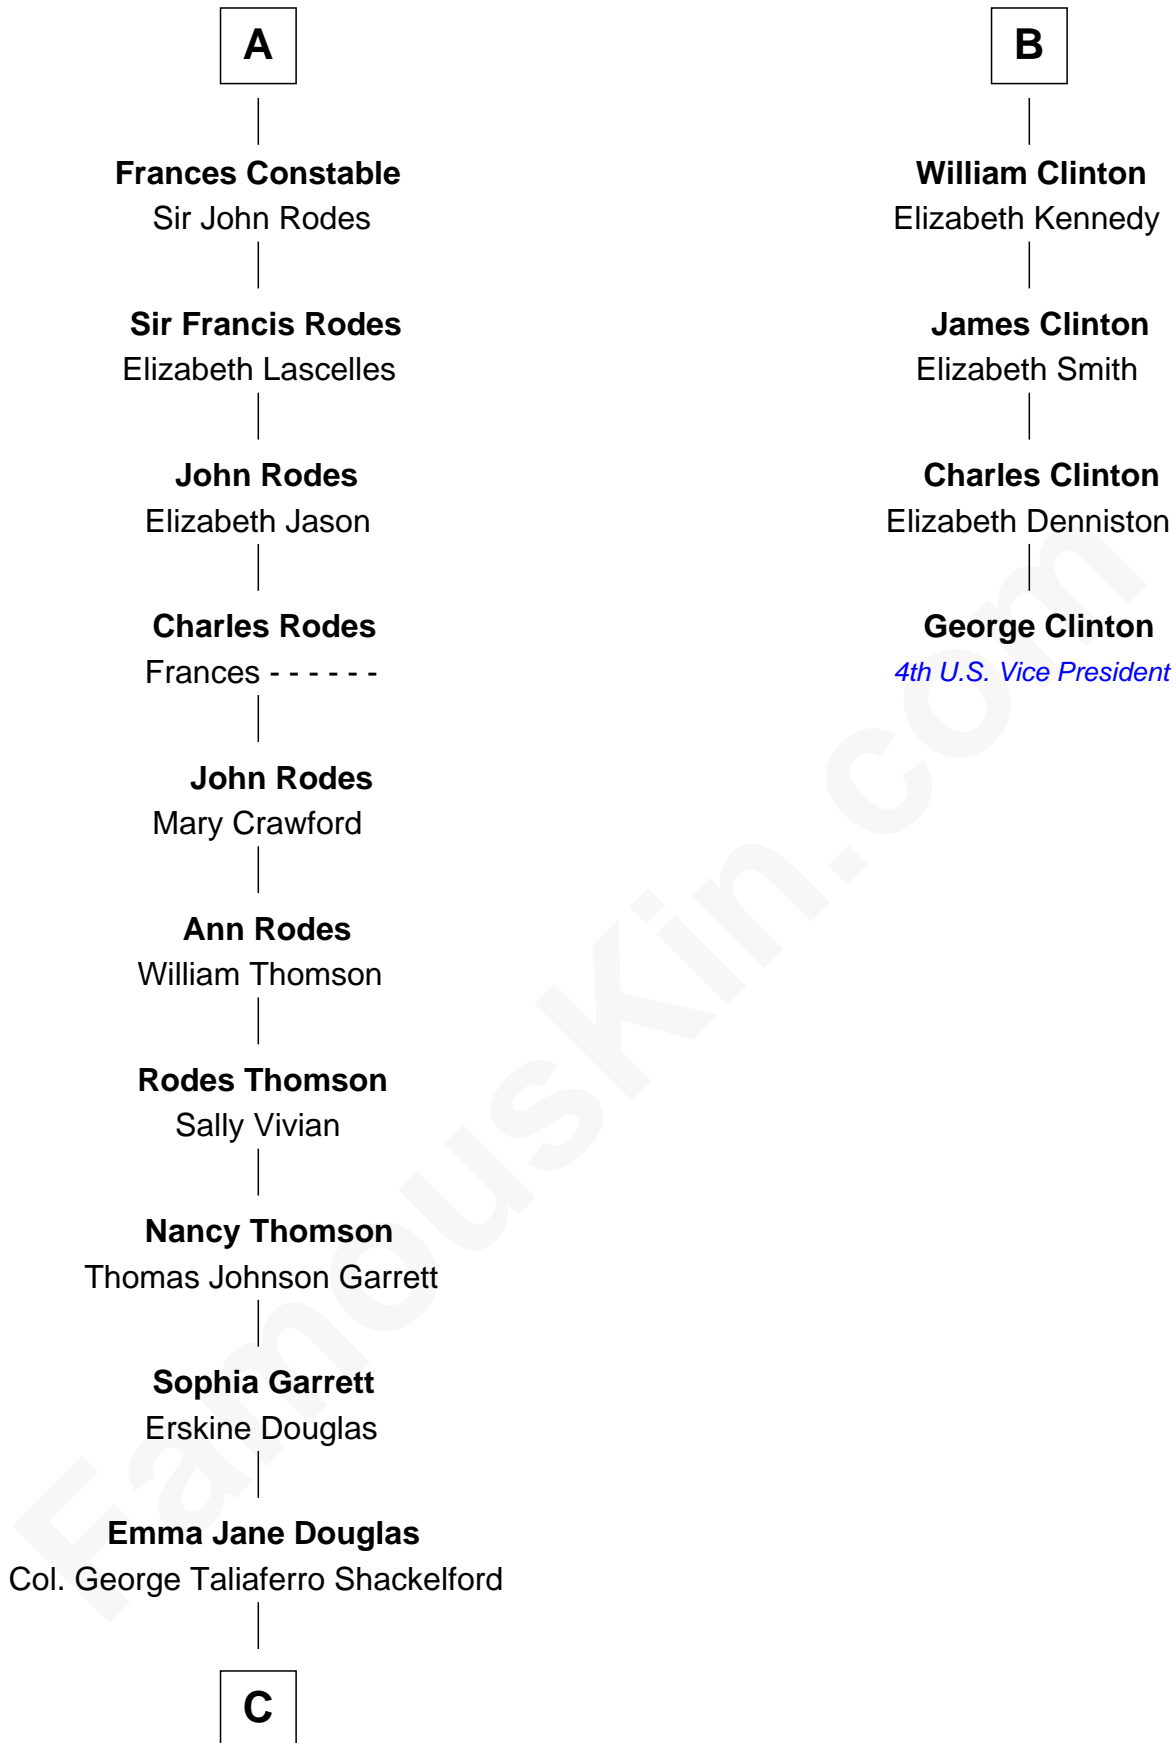 A
Frances Constable
Sir John Rodes
Sir Francis Rodes
Elizabeth Lascelles
John Rodes
Elizabeth Jason
Charles Rodes
Frances - - - - - -
John Rodes
Mary Crawford
Ann Rodes
William Thomson
Rodes Thomson
Sally Vivian
Nancy Thomson
Thomas Johnson Garrett
Sophia Garrett
Erskine Douglas
Emma Jane Douglas
Col. George Taliaferro Shackelford
C
B
William Clinton
Elizabeth Kennedy
James Clinton
Elizabeth Smith
Charles Clinton
Elizabeth Denniston
George Clinton
4th U.S. Vice President
FamousKin.com